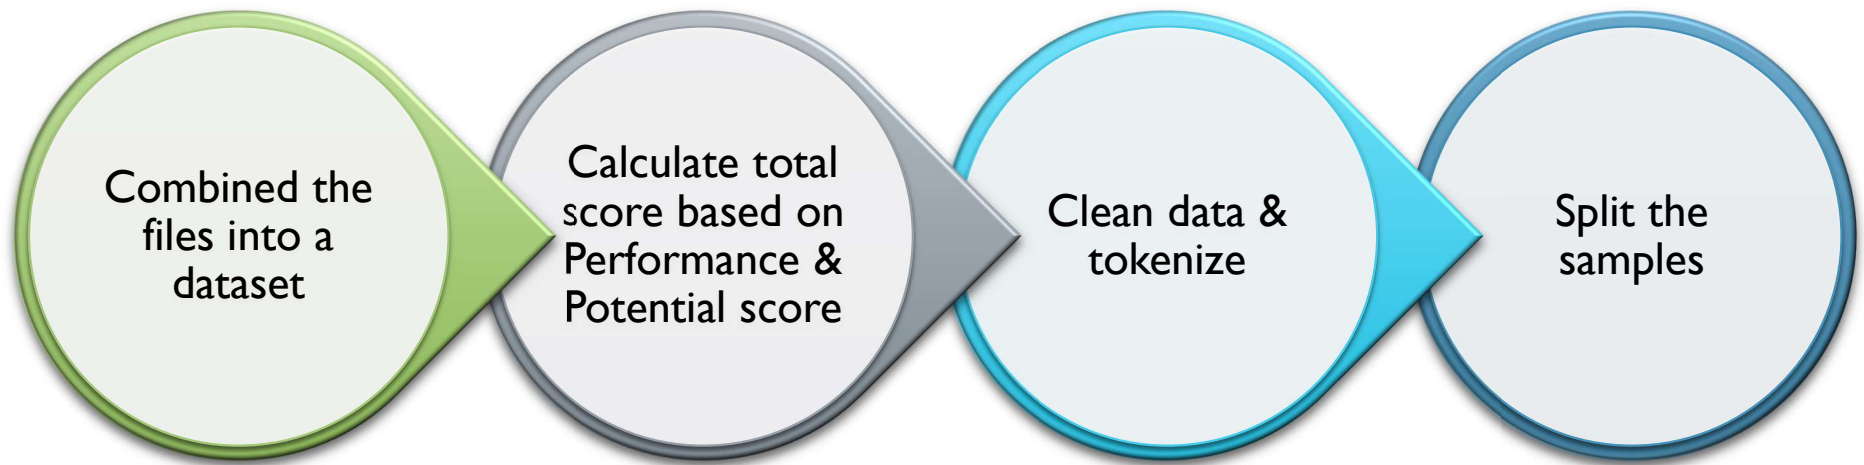 Combined the
files into a
dataset
Calculate total
score based on
Performance &
Potential score
Clean data &
tokenize
Split the
samples